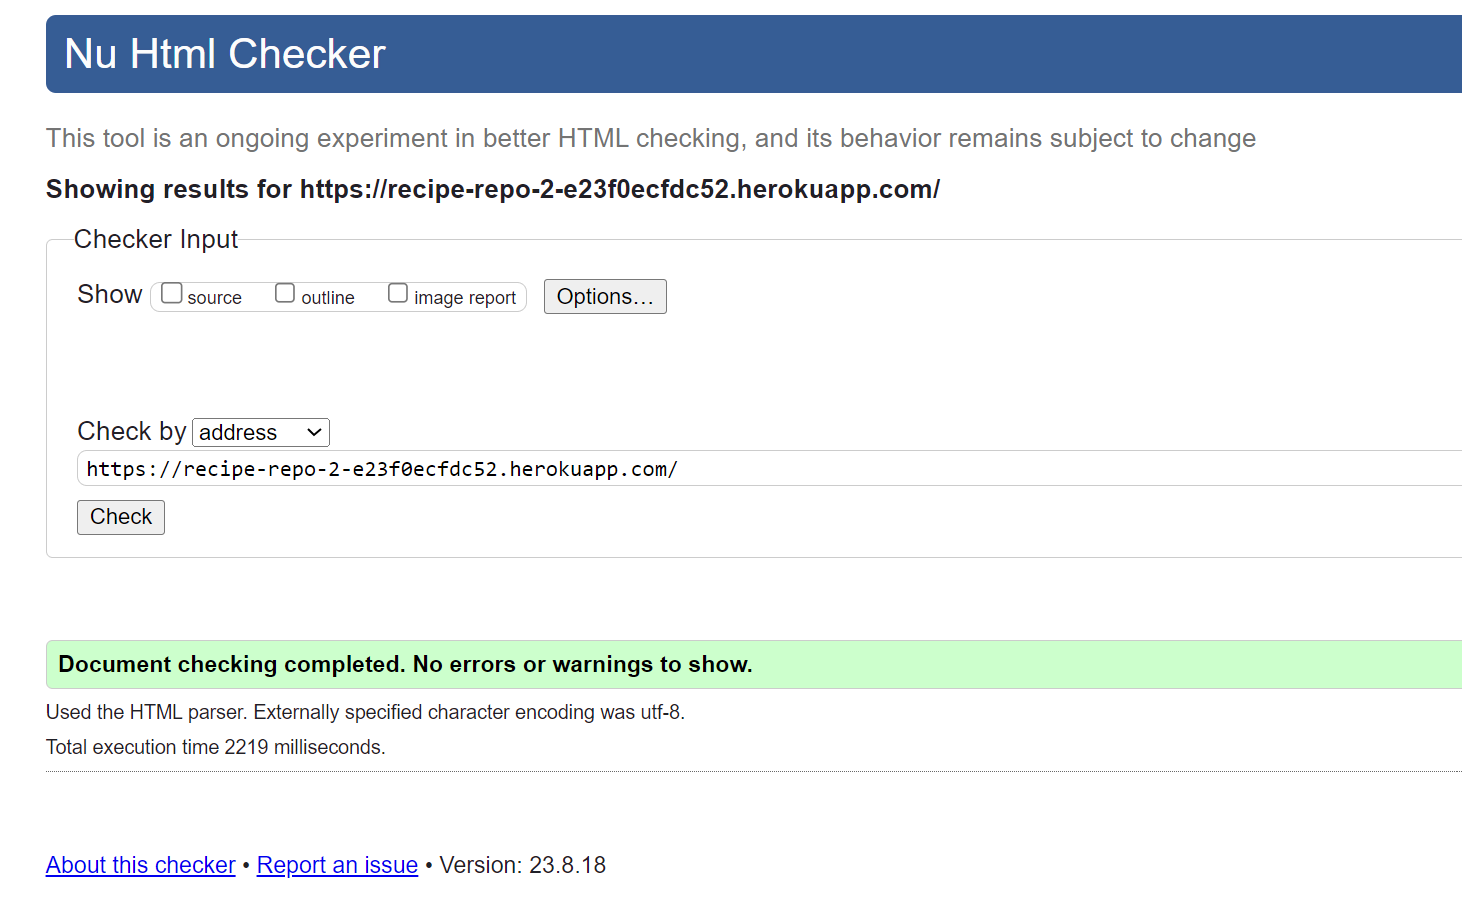 Nu Html Checker
This tool is an ongoing experiment in better HTML checking, and its behavior remains subject to change
Showing results for https://recipe-repo-2-e23f0ecfdc52.herokuapp.com/
Checker Input
Show source outline image report Options...
Check by address
https://recipe-repo-2-e23f0ecfdc52.herokuapp.com/
Check
Document checking completed. No errors or warnings to show.
Used the HTML parser. Externally specified character encoding was utf-8.
Total execution time 2219 milliseconds.
About this checker • Report an issue • Version: 23.8.18